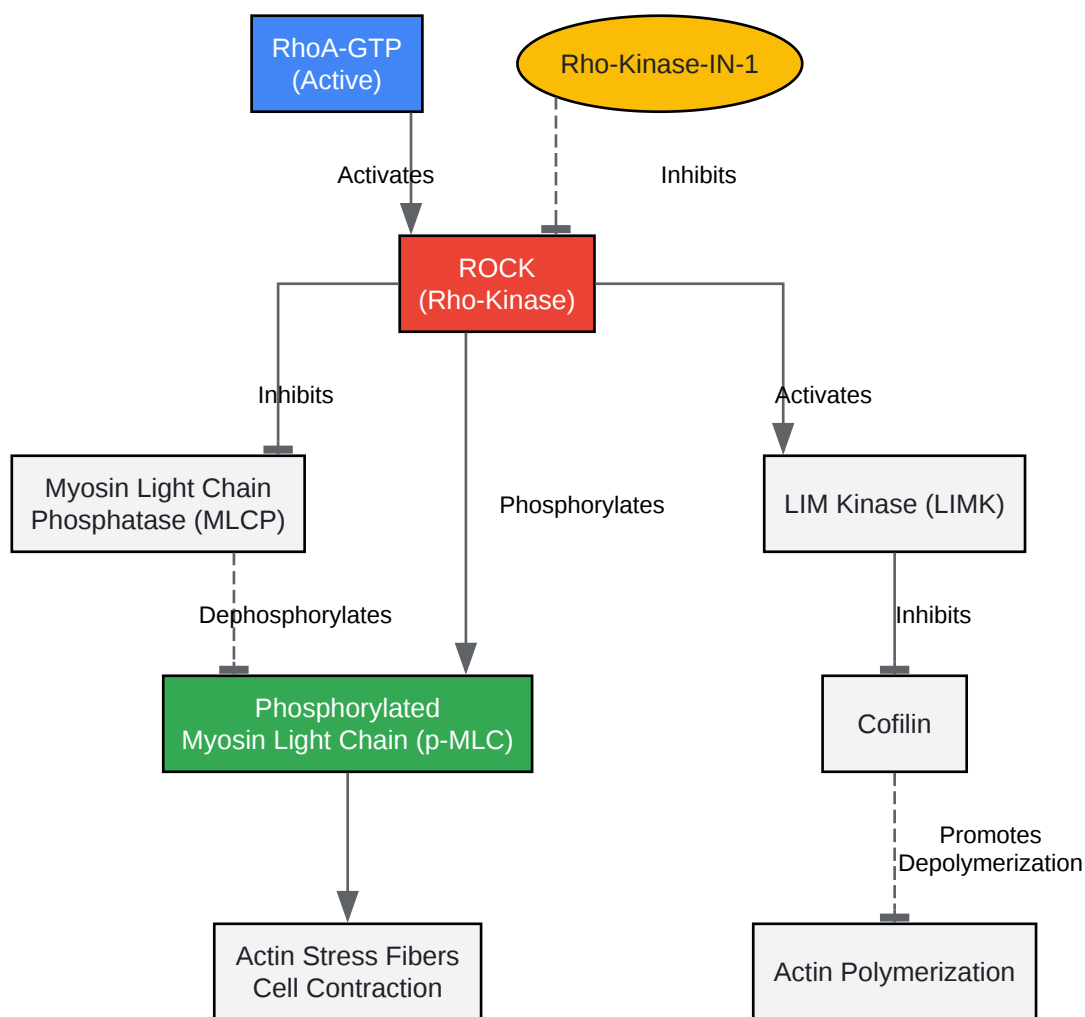 RhoA-GTP
(Active)
Rho-Kinase-IN-1
Activates
Inhibits
ROCK
(Rho-Kinase)
Inhibits
Activates
Myosin Light Chain
Phosphatase (MLCP)
Phosphorylates
LIM Kinase (LIMK)
Dephosphorylates
Inhibits
Phosphorylated
Myosin Light Chain (p-MLC)
Cofilin
Promotes
Depolymerization
Actin Stress Fibers
Cell Contraction
Actin Polymerization